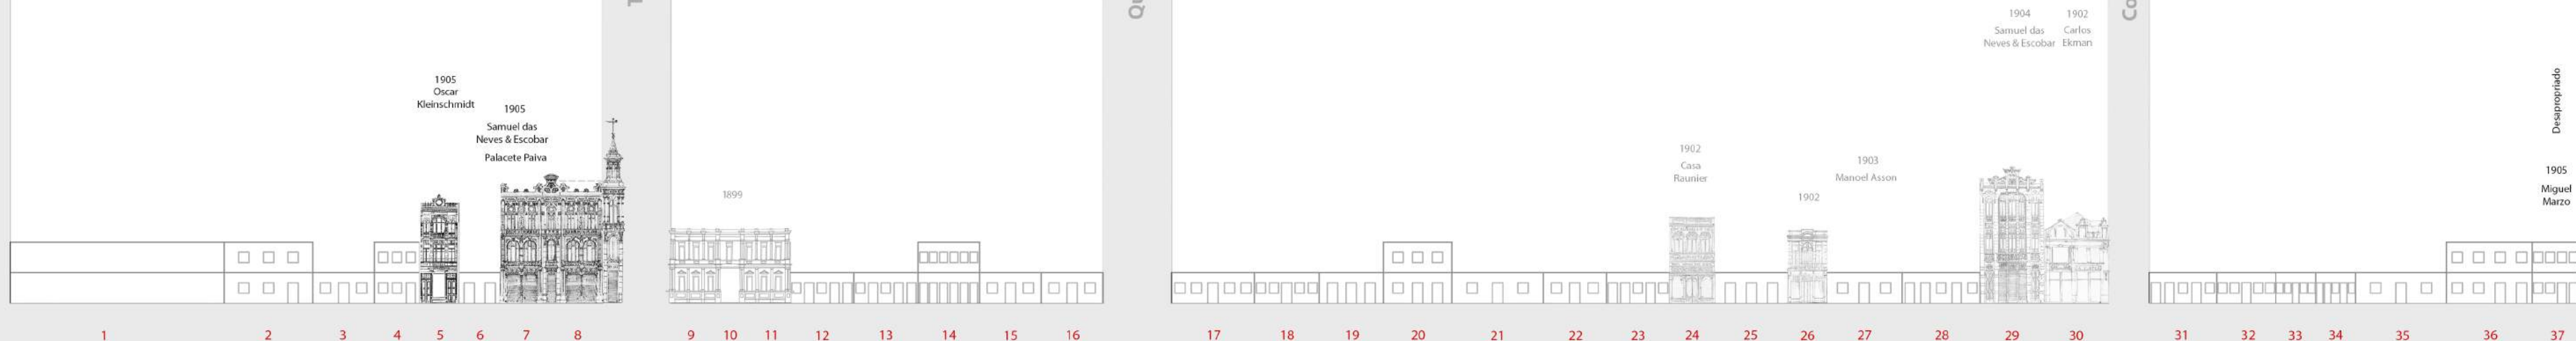 1904
Samuel das
Neves & Escobar
1902
Carlos
Ekman
1905
Oscar
Kleinschmidt
1905
Samuel das
Neves & Escobar
Palacete Paiva
1899
1902
Casa
Raunier
1902
1903
Manoel Asson
Desapropriado
1905
Miguel
Marzo
1 2 3 4 5 6 7 8 9 10 11 12 13 14 15 16 17 18 19 20 21 22 23 24 25 26 27 28 29 30 31 32 33 34 35 36 37